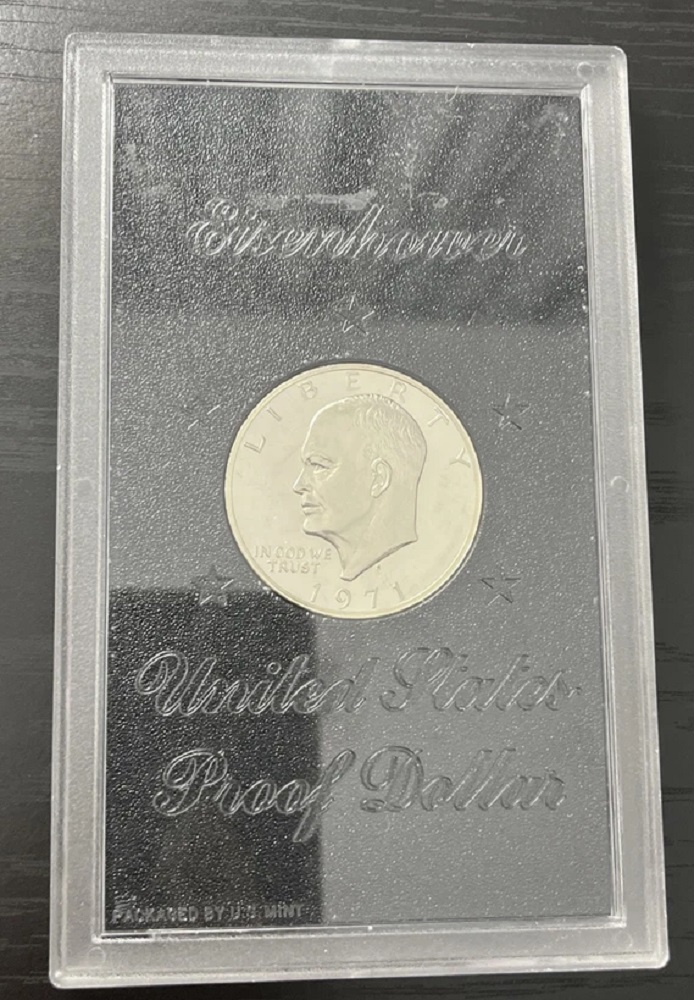 Eisenhower
LIBERTY
IN GOD WE
TRUST
1971
United States
Proof Dollar
PACKAGED BY U.S. MINT